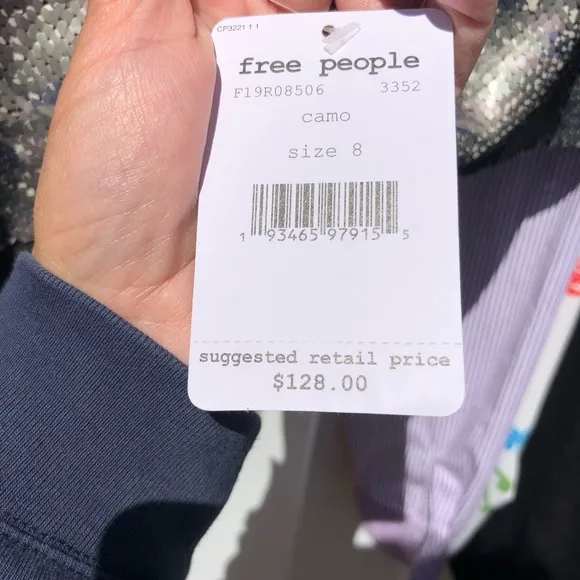 CP3221 1 1
free people
F19R08506 3352
camo
size 8
1 93465 97915 5
suggested retail price
$128.00